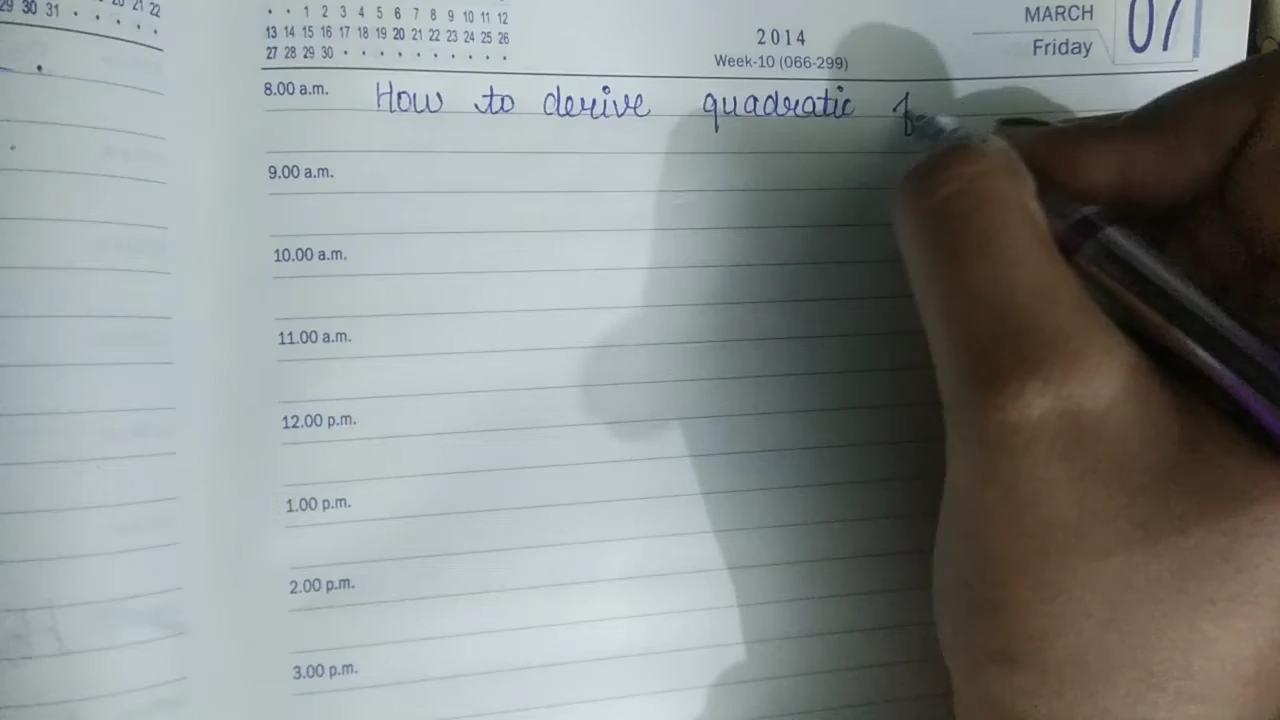 29 30 31 • • • 20 21 22
• • 1 2 3 4 5 6 7 8 9 10 11 12
13 14 15 16 17 18 19 20 21 22 23 24 25 26
27 28 29 30 • • • • • • • • • •
2014
Week-10 (066-299)
MARCH
Friday
07
8.00 a.m. How to derive quadratic f
9.00 a.m.
10.00 a.m.
11.00 a.m.
12.00 p.m.
1.00 p.m.
2.00 p.m.
3.00 p.m.